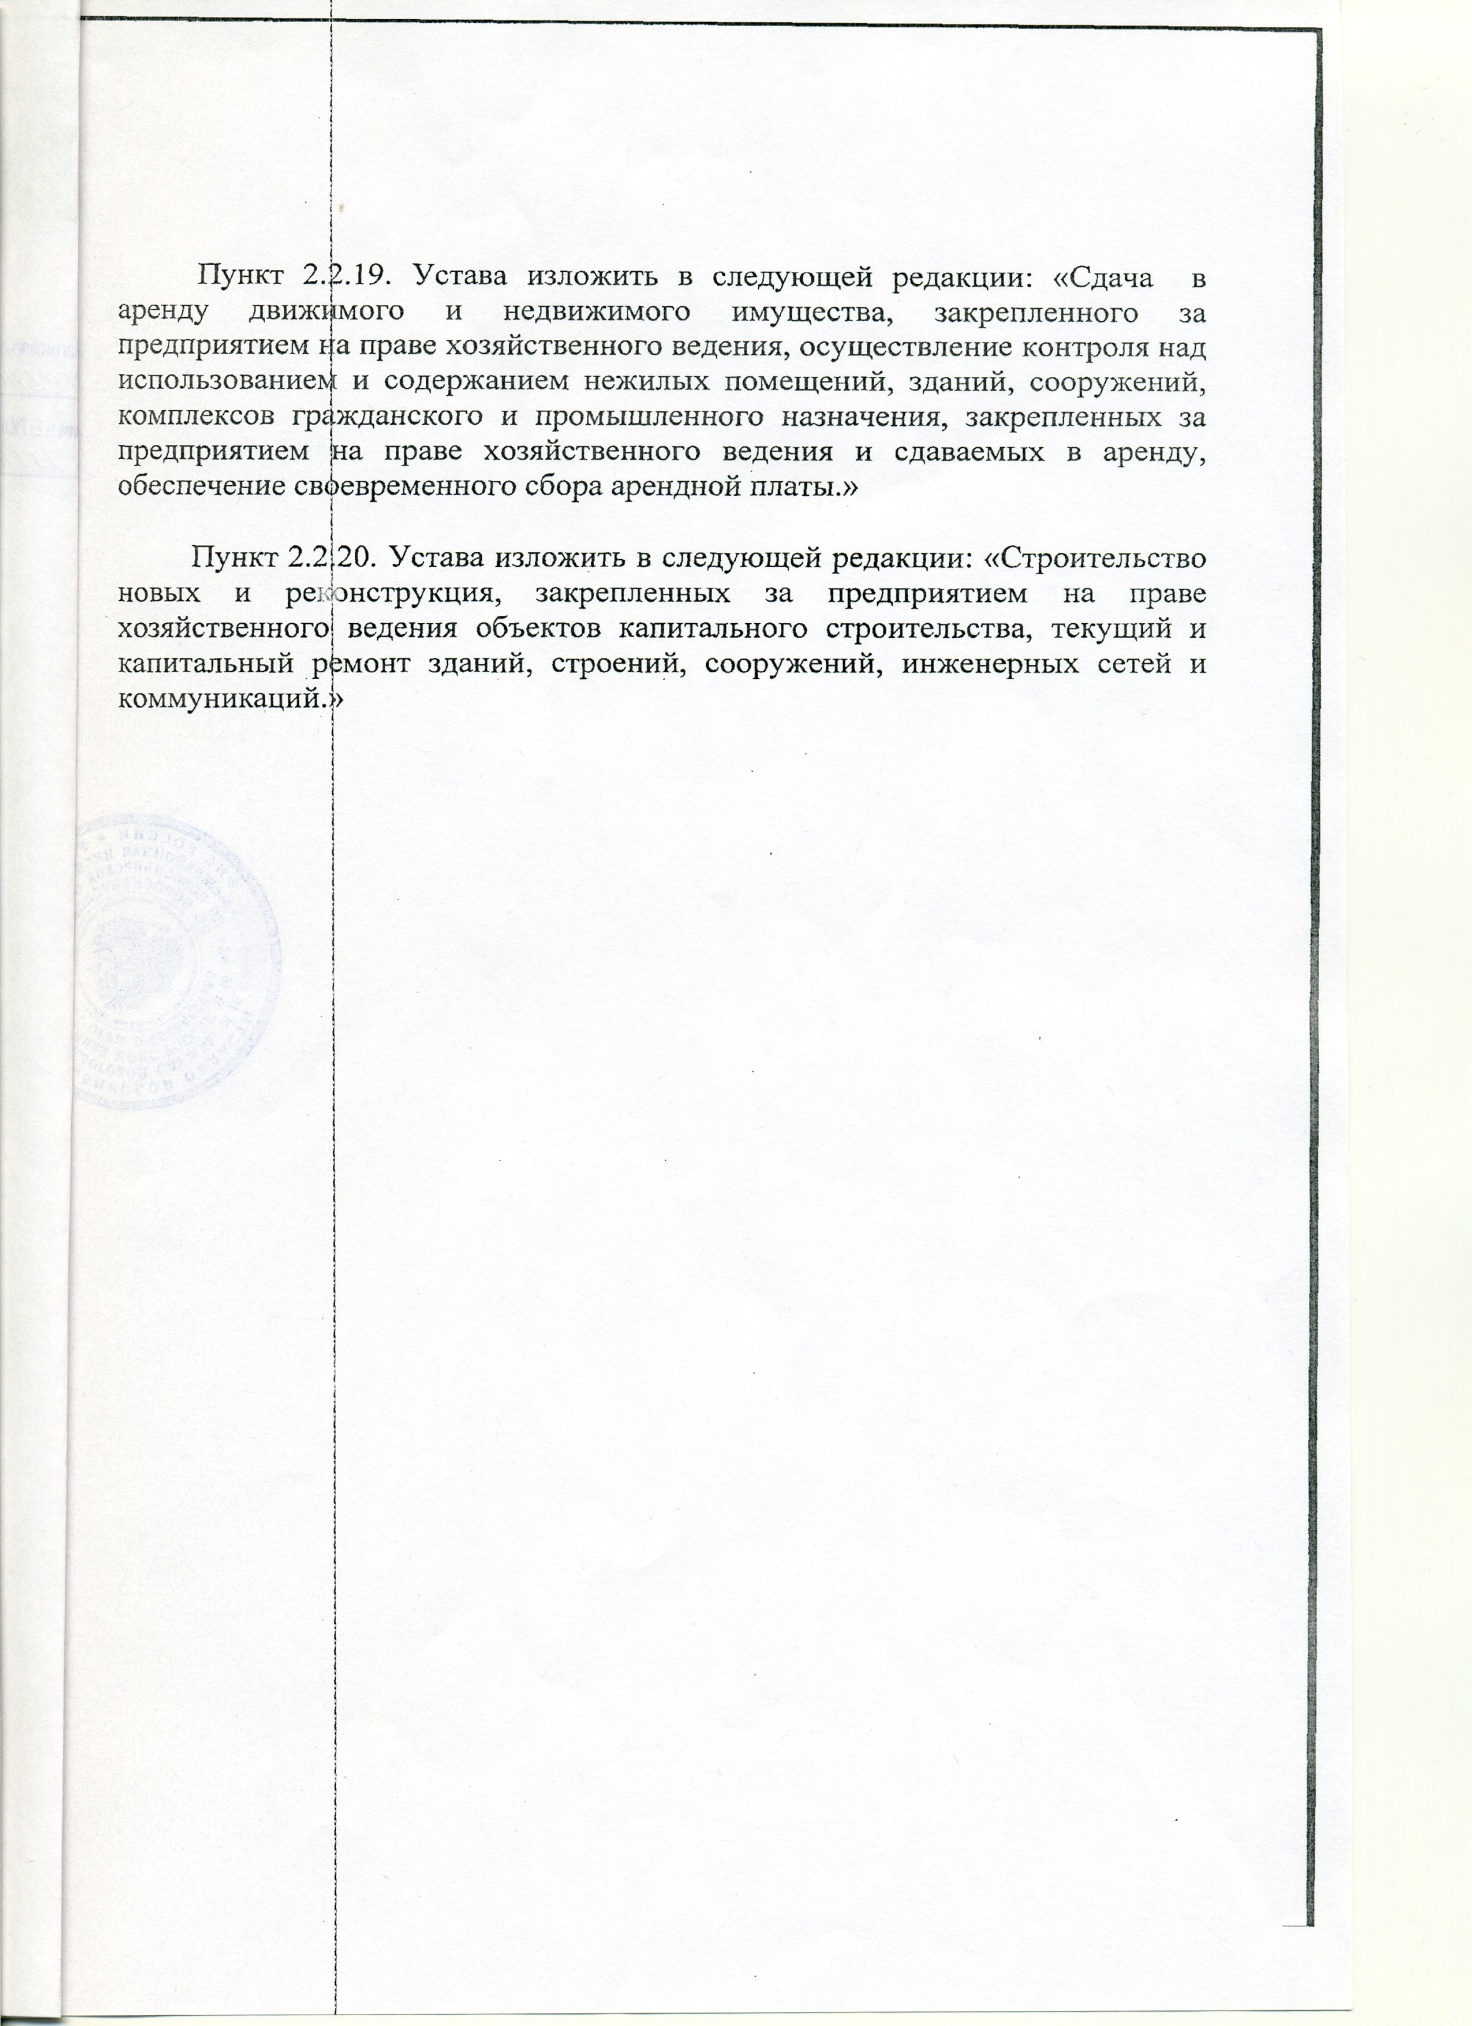 Пункт 2.2.19. Устава изложить в следующей редакции: «Сдача в
аренду движимого и недвижимого имущества, закрепленного за
предприятием на праве хозяйственного ведения, осуществление контроля над
использованием и содержанием нежилых помещений, зданий, сооружений,
комплексов гражданского и промышленного назначения, закрепленных за
предприятием на праве хозяйственного ведения и сдаваемых в аренду,
обеспечение своевременного сбора арендной платы.»
Пункт 2.2.20. Устава изложить в следующей редакции: «Строительство
новых и реконструкция, закрепленных за предприятием на праве
хозяйственного ведения объектов капитального строительства, текущий и
капитальный ремонт зданий, строений, сооружений, инженерных сетей и
коммуникаций.»